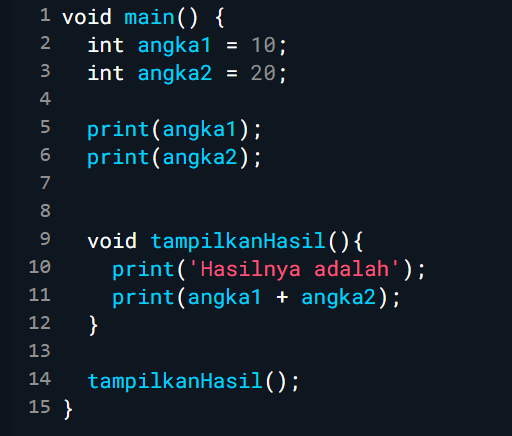 1 void main() {
2   int angka1 = 10;
3   int angka2 = 20;
4
5   print(angka1);
6   print(angka2);
7
8
9   void tampilkanHasil(){
10     print('Hasilnya adalah');
11     print(angka1 + angka2);
12   }
13
14   tampilkanHasil();
15 }